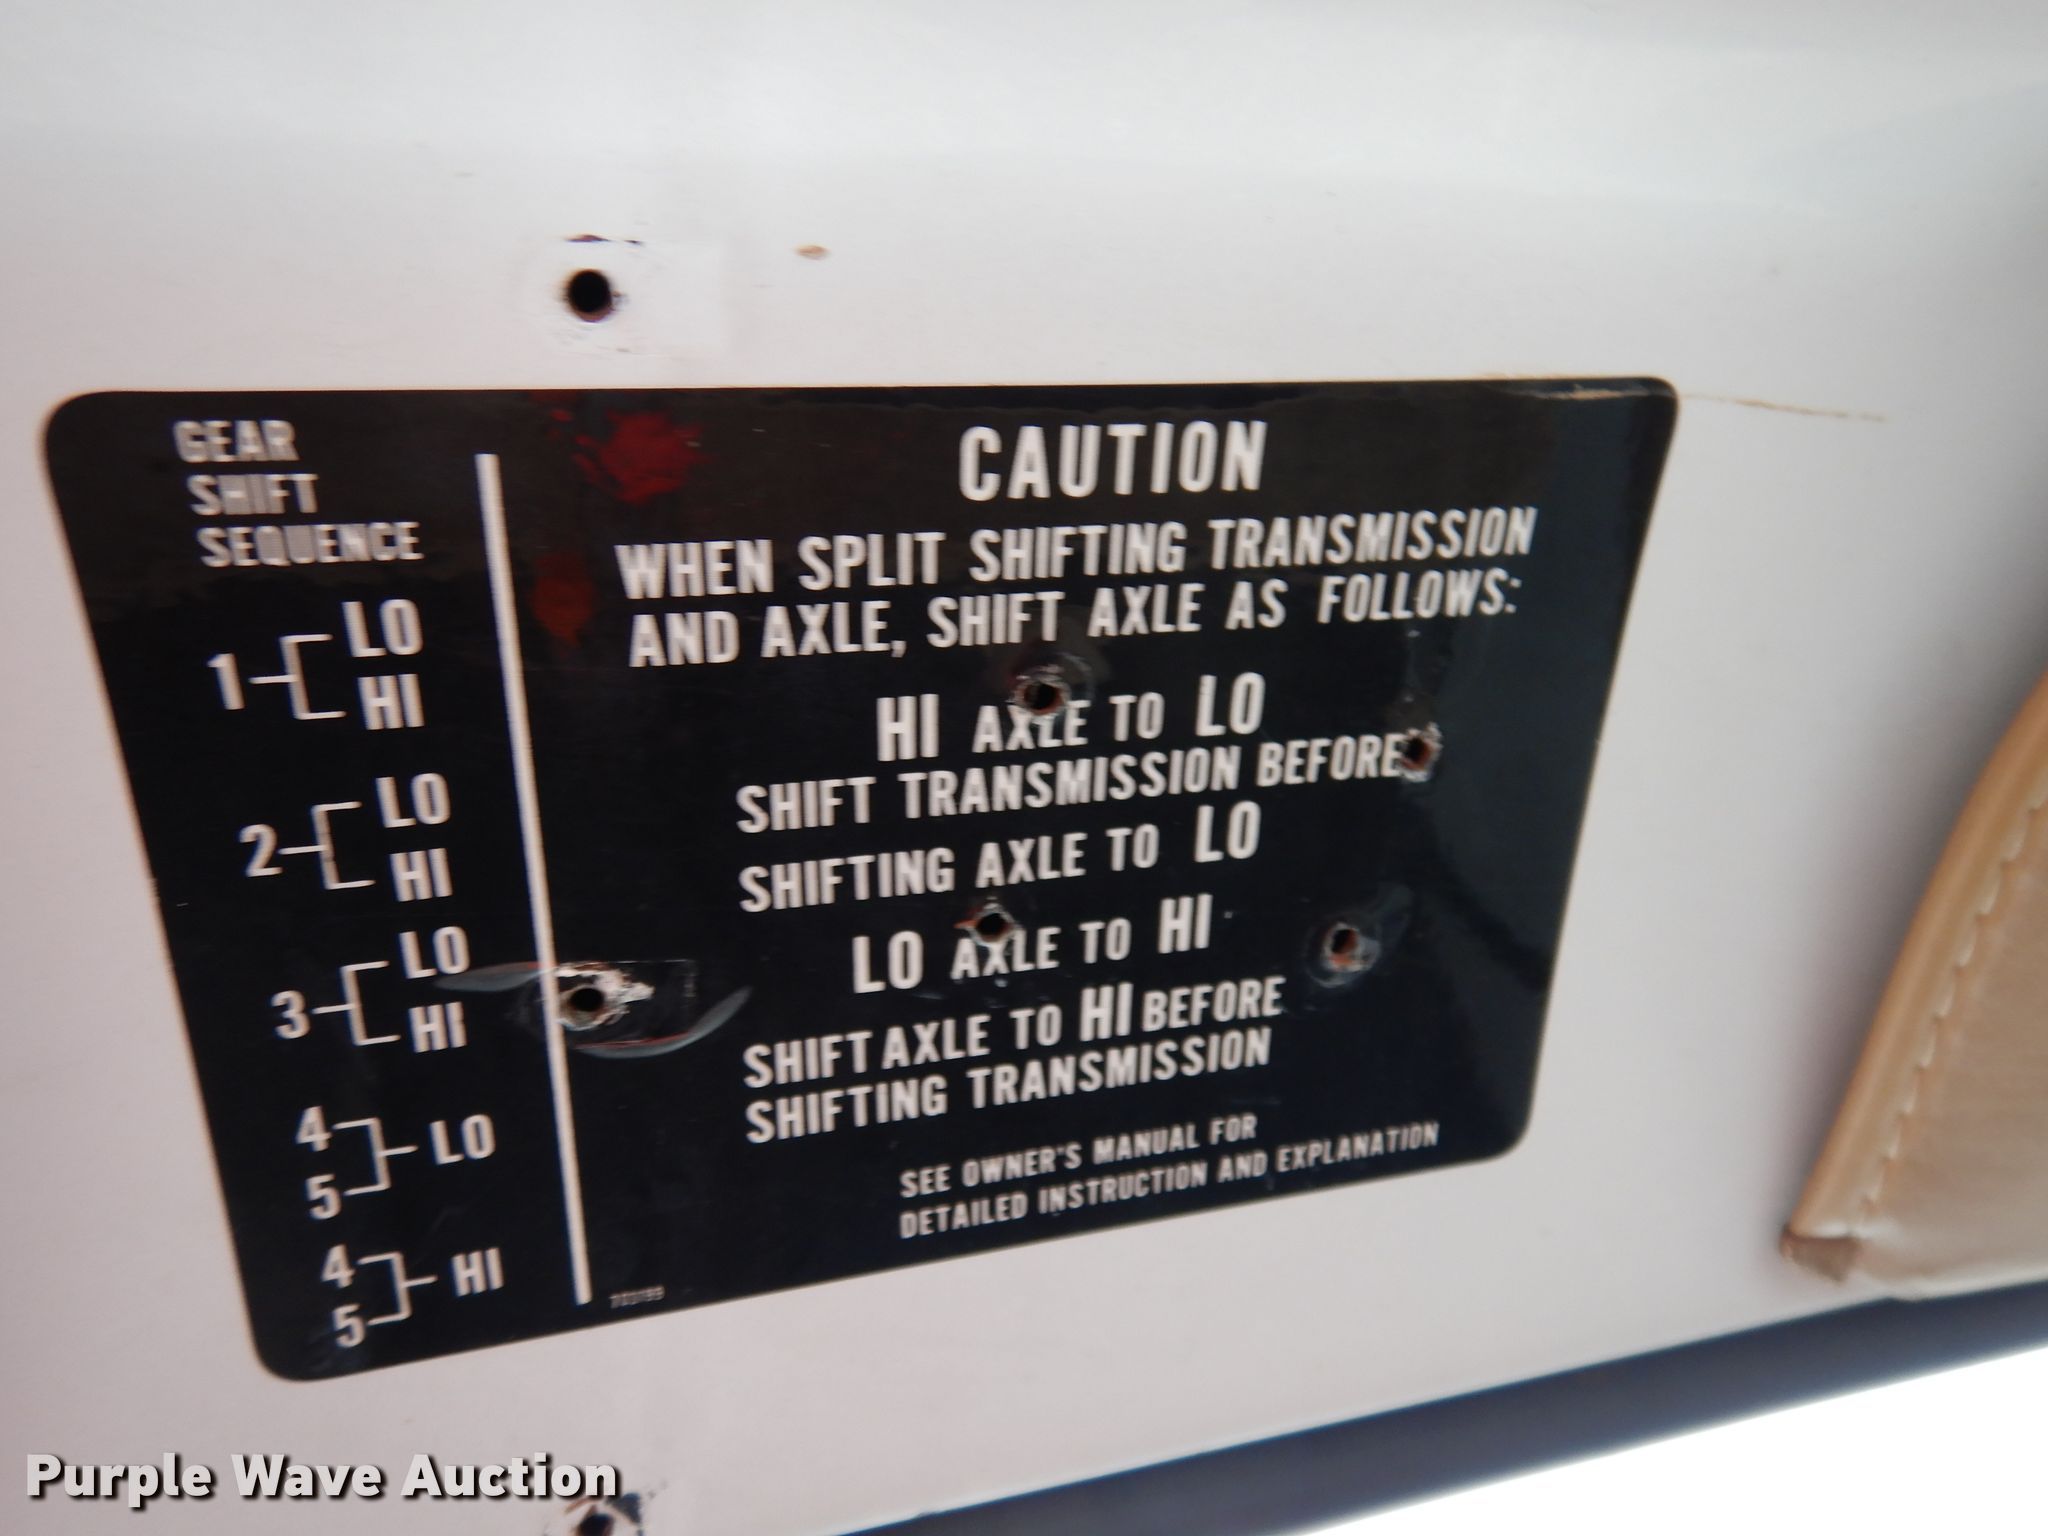 GEAR
SHIFT
SEQUENCE
1 LO
HI
2 LO
HI
3 LO
HI
4 LO
5
4 HI
5
CAUTION
WHEN SPLIT SHIFTING TRANSMISSION
AND AXLE, SHIFT AXLE AS FOLLOWS:
HI AXLE TO LO
SHIFT TRANSMISSION BEFORE
SHIFTING AXLE TO LO
LO AXLE TO HI
SHIFT AXLE TO HI BEFORE
SHIFTING TRANSMISSION
SEE OWNER'S MANUAL FOR
DETAILED INSTRUCTION AND EXPLANATION
Purple Wave Auction